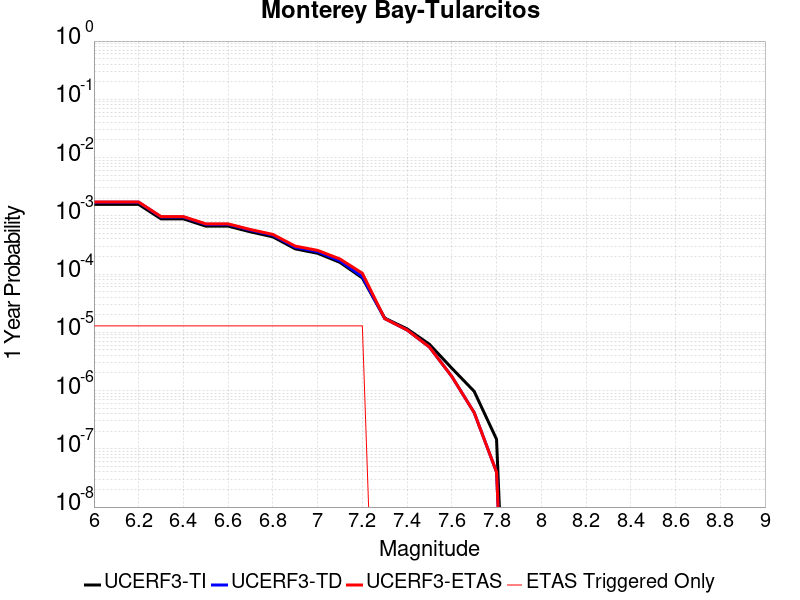 Monterey Bay-Tularcitos
10^0
10^-1
10^-2
10^-3
10^-4
10^-5
10^-6
10^-7
10^-8
1 Year Probability
6 6.2 6.4 6.6 6.8 7 7.2 7.4 7.6 7.8 8 8.2 8.4 8.6 8.8 9
Magnitude
UCERF3-TI UCERF3-TD UCERF3-ETAS ETAS Triggered Only